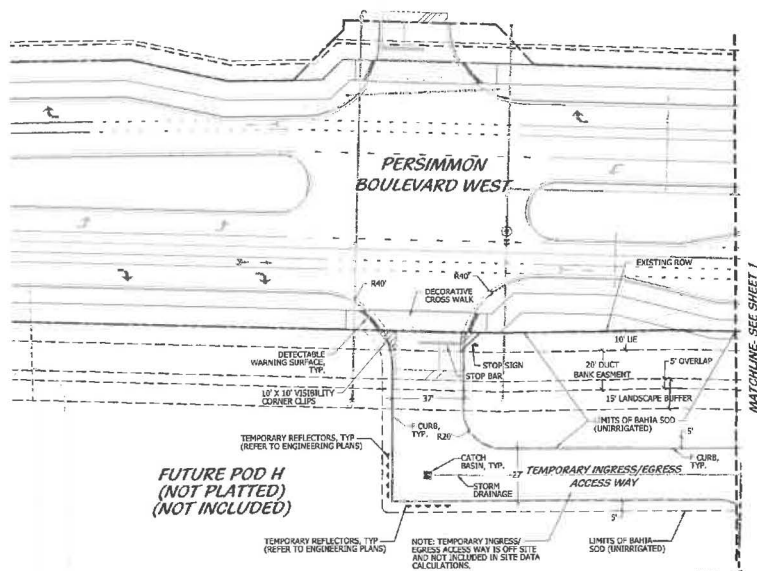 PERSIMMON
BOULEVARD WEST
EXISTING ROW
R40'
R40'
DECORATIVE
CROSS WALK
MATCHLINE- SEE SHEET 1
10' UE
DETECTABLE
WARNING SURFACE,
TYP.
STOP SIGN
STOP BAR
20' DUCT
BANK EASMENT
5' OVERLAP
10' X 10' VISIBILITY
CORNER CLIPS
37'
15' LANDSCAPE BUFFER
F CURB,
TYP.
LIMITS OF BAHIA SOD
(UNIRRIGATED)
TEMPORARY REFLECTORS, TYP
(REFER TO ENGINEERING PLANS)
R20'
5'
F CURB,
TYP.
CATCH
BASIN, TYP.
27'
TEMPORARY INGRESS/EGRESS
ACCESS WAY
FUTURE POD H
(NOT PLATTED)
(NOT INCLUDED)
STORM
DRAINAGE
5'
TEMPORARY REFLECTORS, TYP
(REFER TO ENGINEERING PLANS)
NOTE: TEMPORARY INGRESS/
EGRESS ACCESS WAY IS OFF SITE
AND NOT INCLUDED IN SITE DATA
CALCULATIONS.
LIMITS OF BAHIA
SOD (UNIRRIGATED)